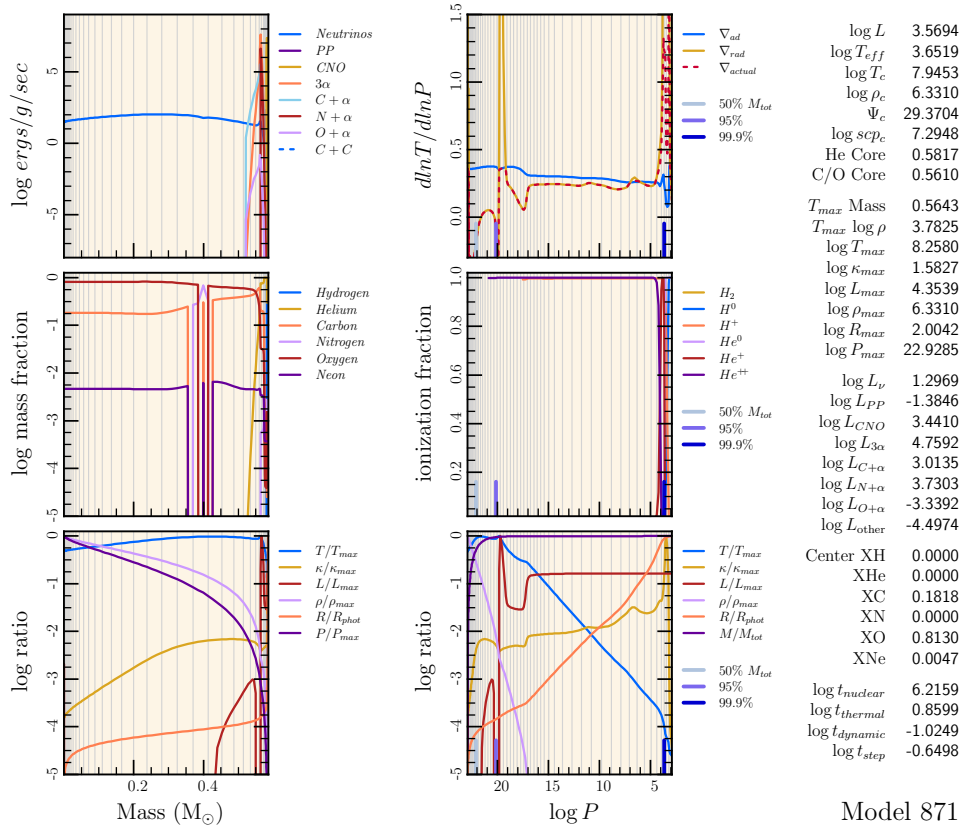 log ergs/g/sec
5
0
-5
Neutrinos
PP
CNO
3α
C + α
N + α
O + α
C + C
dlnT/dlnP
1.5
1.0
0.5
0.0
∇ad
∇rad
∇actual
50% Mtot
95%
99.9%
log mass fraction
0
-1
-2
-3
-4
-5
Hydrogen
Helium
Carbon
Nitrogen
Oxygen
Neon
ionization fraction
1.0
0.8
0.6
0.4
0.2
H2
H0
H+
He0
He+
He++
50% Mtot
95%
99.9%
log ratio
0
-1
-2
-3
-4
-5
0.2
0.4
Mass (M⊙)
T/Tmax
κ/κmax
L/Lmax
ρ/ρmax
R/Rphot
P/Pmax
log ratio
0
-1
-2
-3
-4
-5
20
15
10
5
log P
T/Tmax
κ/κmax
L/Lmax
ρ/ρmax
R/Rphot
M/Mtot
50% Mtot
95%
99.9%
log L 3.5694
log Teff 3.6519
log Tc 7.9453
log ρc 6.3310
Ψc 29.3704
log scpc 7.2948
He Core 0.5817
C/O Core 0.5610
Tmax Mass 0.5643
Tmax log ρ 3.7825
log Tmax 8.2580
log κmax 1.5827
log Lmax 4.3539
log ρmax 6.3310
log Rmax 2.0042
log Pmax 22.9285
log Lν 1.2969
log LPP -1.3846
log LCNO 3.4410
log L3α 4.7592
log LC+α 3.0135
log LN+α 3.7303
log LO+α -3.3392
log Lother -4.4974
Center XH 0.0000
XHe 0.0000
XC 0.1818
XN 0.0000
XO 0.8130
XNe 0.0047
log tnuclear 6.2159
log tthermal 0.8599
log tdynamic -1.0249
log tstep -0.6498
Model 871